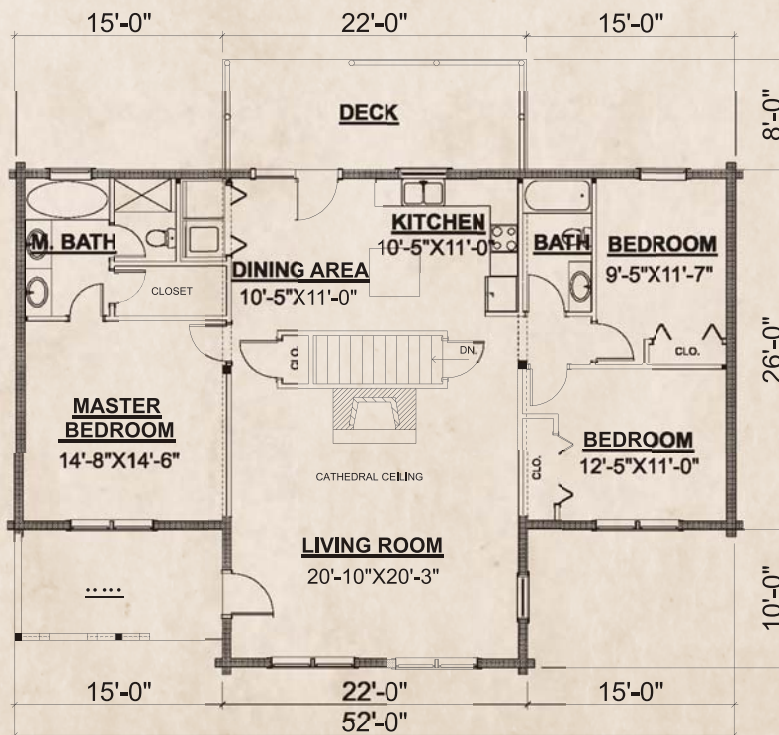 15'-0"
22'-0"
15'-0"
DECK
8'-0"
M. BATH
KITCHEN
10'-5"X11'-0"
BATH
BEDROOM
9'-5"X11'-7"
DINING AREA
10'-5"X11'-0"
CLOSET
CLO.
DN.
CLO.
26'-0"
MASTER
BEDROOM
14'-8"X14'-6"
BEDROOM
12'-5"X11'-0"
CLO.
CATHEDRAL CEILING
LIVING ROOM
20'-10"X20'-3"
10'-0"
15'-0"
22'-0"
15'-0"
52'-0"